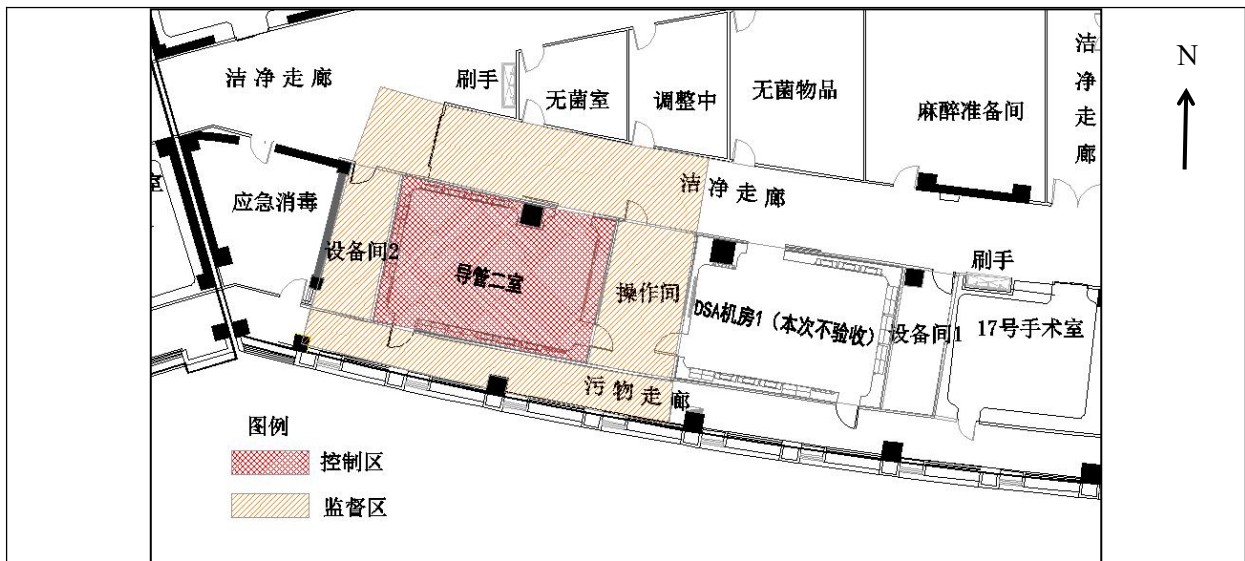 N
洁净走廊
刷手
无菌室
调整中
无菌物品
麻醉准备间
洁净走廊
室
应急消毒
设备间2
导管二室
操作间
洁净走廊
DSA机房1（本次不验收）
设备间1
刷手
17号手术室
污物走廊
图例
控制区
监督区